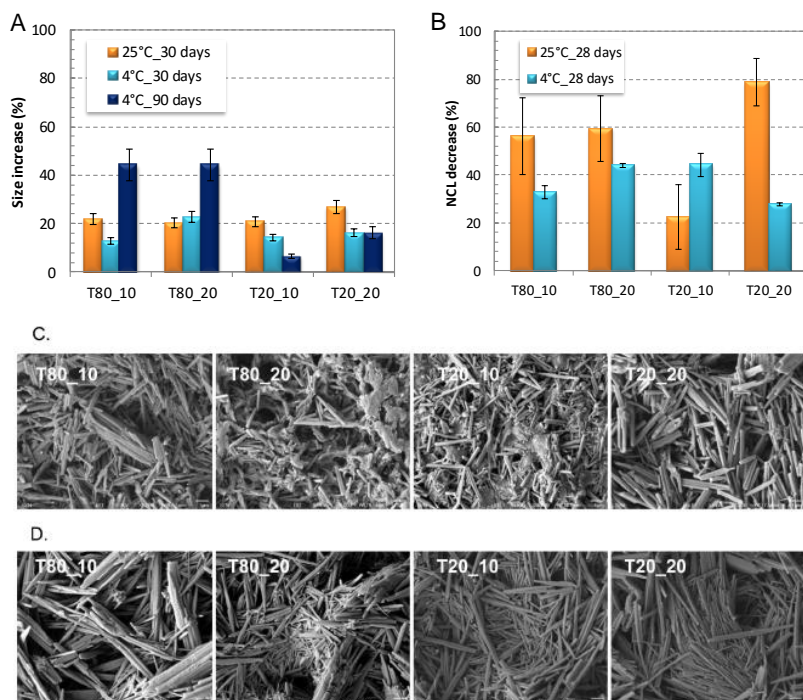 A
100
80
60
40
20
0
Size increase (%)
25°C_30 days
4°C_30 days
4°C_90 days
T80_10
T80_20
T20_10
T20_20
B
100
80
60
40
20
0
NCL decrease (%)
25°C_28 days
4°C_28 days
T80_10
T80_20
T20_10
T20_20
C.
T80_10
T80_20
T20_10
T20_20
D.
T80_10
T80_20
T20_10
T20_20